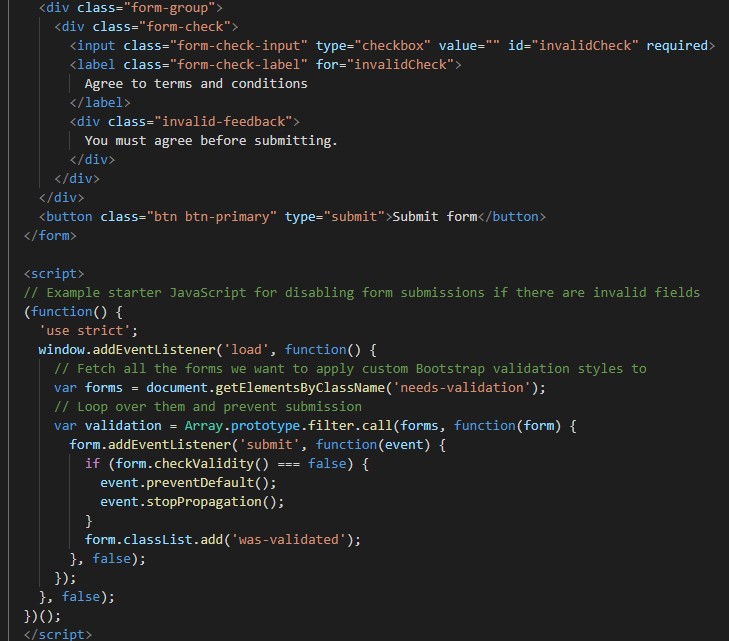 <div class="form-group">
<div class="form-check">
<input class="form-check-input" type="checkbox" value="" id="invalidCheck" required>
<label class="form-check-label" for="invalidCheck">
Agree to terms and conditions
</label>
<div class="invalid-feedback">
You must agree before submitting.
</div>
</div>
</div>
<button class="btn btn-primary" type="submit">Submit form</button>
</form>
<script>
// Example starter JavaScript for disabling form submissions if there are invalid fields
(function() {
'use strict';
window.addEventListener('load', function() {
// Fetch all the forms we want to apply custom Bootstrap validation styles to
var forms = document.getElementsByClassName('needs-validation');
// Loop over them and prevent submission
var validation = Array.prototype.filter.call(forms, function(form) {
form.addEventListener('submit', function(event) {
if (form.checkValidity() === false) {
event.preventDefault();
event.stopPropagation();
}
form.classList.add('was-validated');
}, false);
});
}, false);
})();
</script>